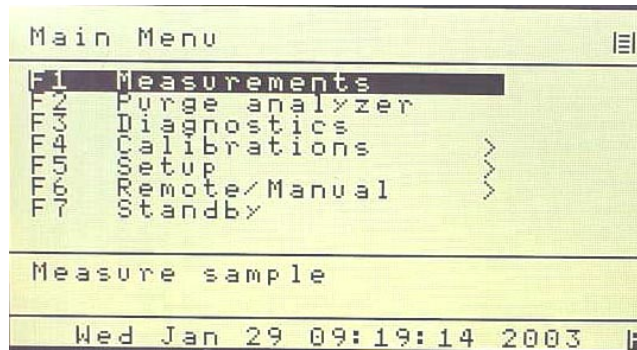 Main Menu
F1 Measurements
F2 Purge analyzer
F3 Diagnostics
F4 Calibrations >
F5 Setup >
F6 Remote/Manual >
F7 Standby
Measure sample
Wed Jan 29 09:19:14 2003